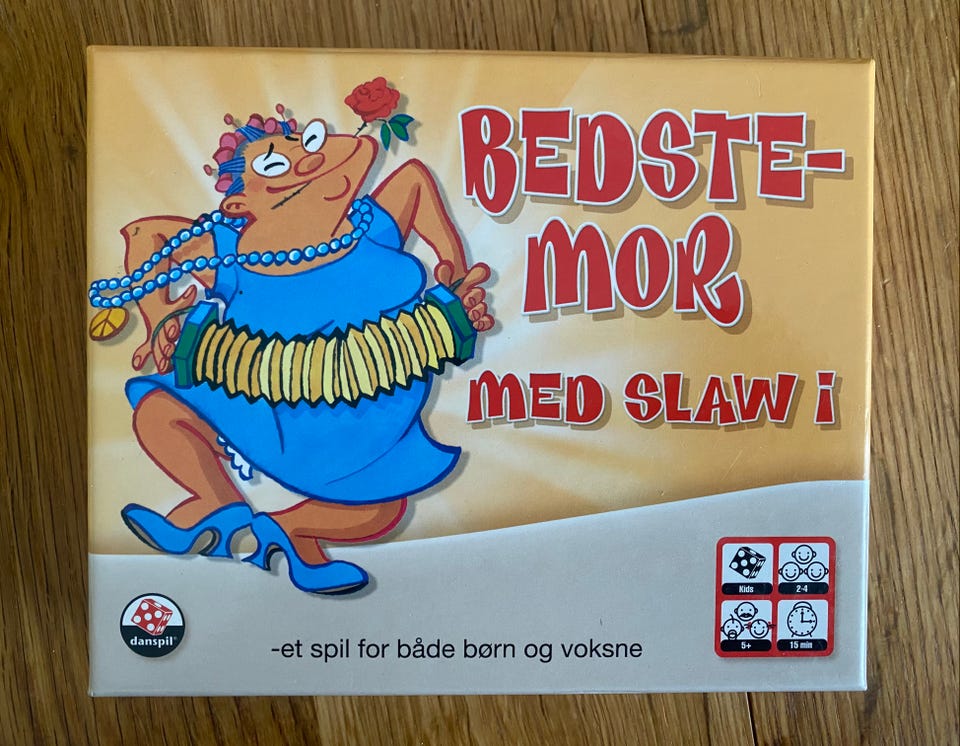 BEDSTE-
MOR
MED SLAW i
Kids
2-4
5+
15 min
danspil®
-et spil for både børn og voksne